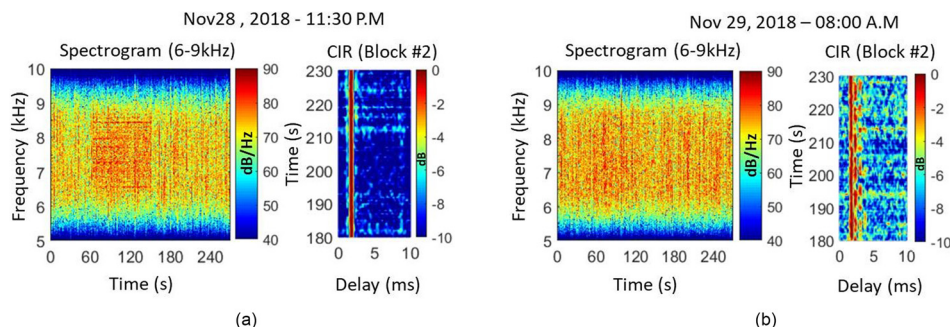 Nov28 , 2018 - 11:30 P.M
Spectrogram (6-9kHz)
CIR (Block #2)
Frequency (kHz)
10
9
8
7
6
5
0 60 120 180 240
Time (s)
90
80
70
60
50
40
dB/Hz
Time (s)
230
220
210
200
190
180
0 5 10
Delay (ms)
0
-2
-4
-6
-8
-10
dB
(a)
Nov 29, 2018 – 08:00 A.M
Spectrogram (6-9kHz)
CIR (Block #2)
Frequency (kHz)
10
9
8
7
6
5
0 60 120 180 240
Time (s)
90
80
70
60
50
40
dB/Hz
Time (s)
230
220
210
200
190
180
0 5 10
Delay (ms)
0
-2
-4
-6
-8
-10
dB
(b)